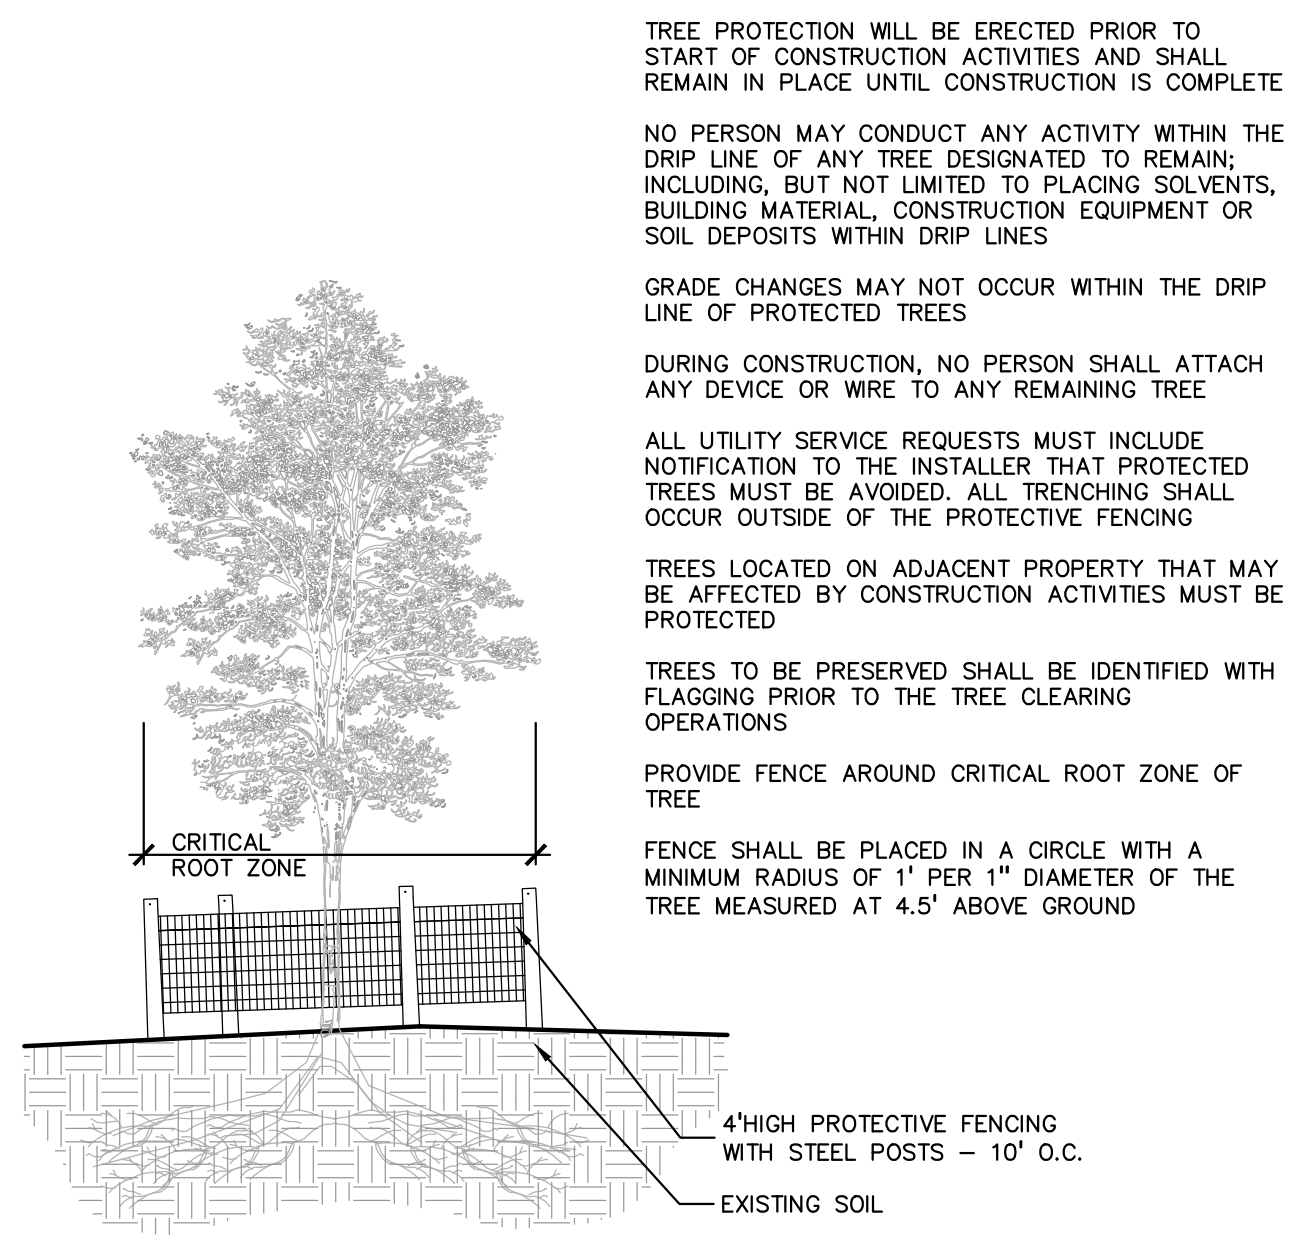 TREE PROTECTION WILL BE ERECTED PRIOR TO
START OF CONSTRUCTION ACTIVITIES AND SHALL
REMAIN IN PLACE UNTIL CONSTRUCTION IS COMPLETE
NO PERSON MAY CONDUCT ANY ACTIVITY WITHIN THE
DRIP LINE OF ANY TREE DESIGNATED TO REMAIN;
INCLUDING, BUT NOT LIMITED TO PLACING SOLVENTS,
BUILDING MATERIAL, CONSTRUCTION EQUIPMENT OR
SOIL DEPOSITS WITHIN DRIP LINES
GRADE CHANGES MAY NOT OCCUR WITHIN THE DRIP
LINE OF PROTECTED TREES
DURING CONSTRUCTION, NO PERSON SHALL ATTACH
ANY DEVICE OR WIRE TO ANY REMAINING TREE
ALL UTILITY SERVICE REQUESTS MUST INCLUDE
NOTIFICATION TO THE INSTALLER THAT PROTECTED
TREES MUST BE AVOIDED. ALL TRENCHING SHALL
OCCUR OUTSIDE OF THE PROTECTIVE FENCING
TREES LOCATED ON ADJACENT PROPERTY THAT MAY
BE AFFECTED BY CONSTRUCTION ACTIVITIES MUST BE
PROTECTED
TREES TO BE PRESERVED SHALL BE IDENTIFIED WITH
FLAGGING PRIOR TO THE TREE CLEARING
OPERATIONS
PROVIDE FENCE AROUND CRITICAL ROOT ZONE OF
TREE
FENCE SHALL BE PLACED IN A CIRCLE WITH A
MINIMUM RADIUS OF 1' PER 1" DIAMETER OF THE
TREE MEASURED AT 4.5' ABOVE GROUND
CRITICAL
ROOT ZONE
4'HIGH PROTECTIVE FENCING
WITH STEEL POSTS – 10' O.C.
EXISTING SOIL